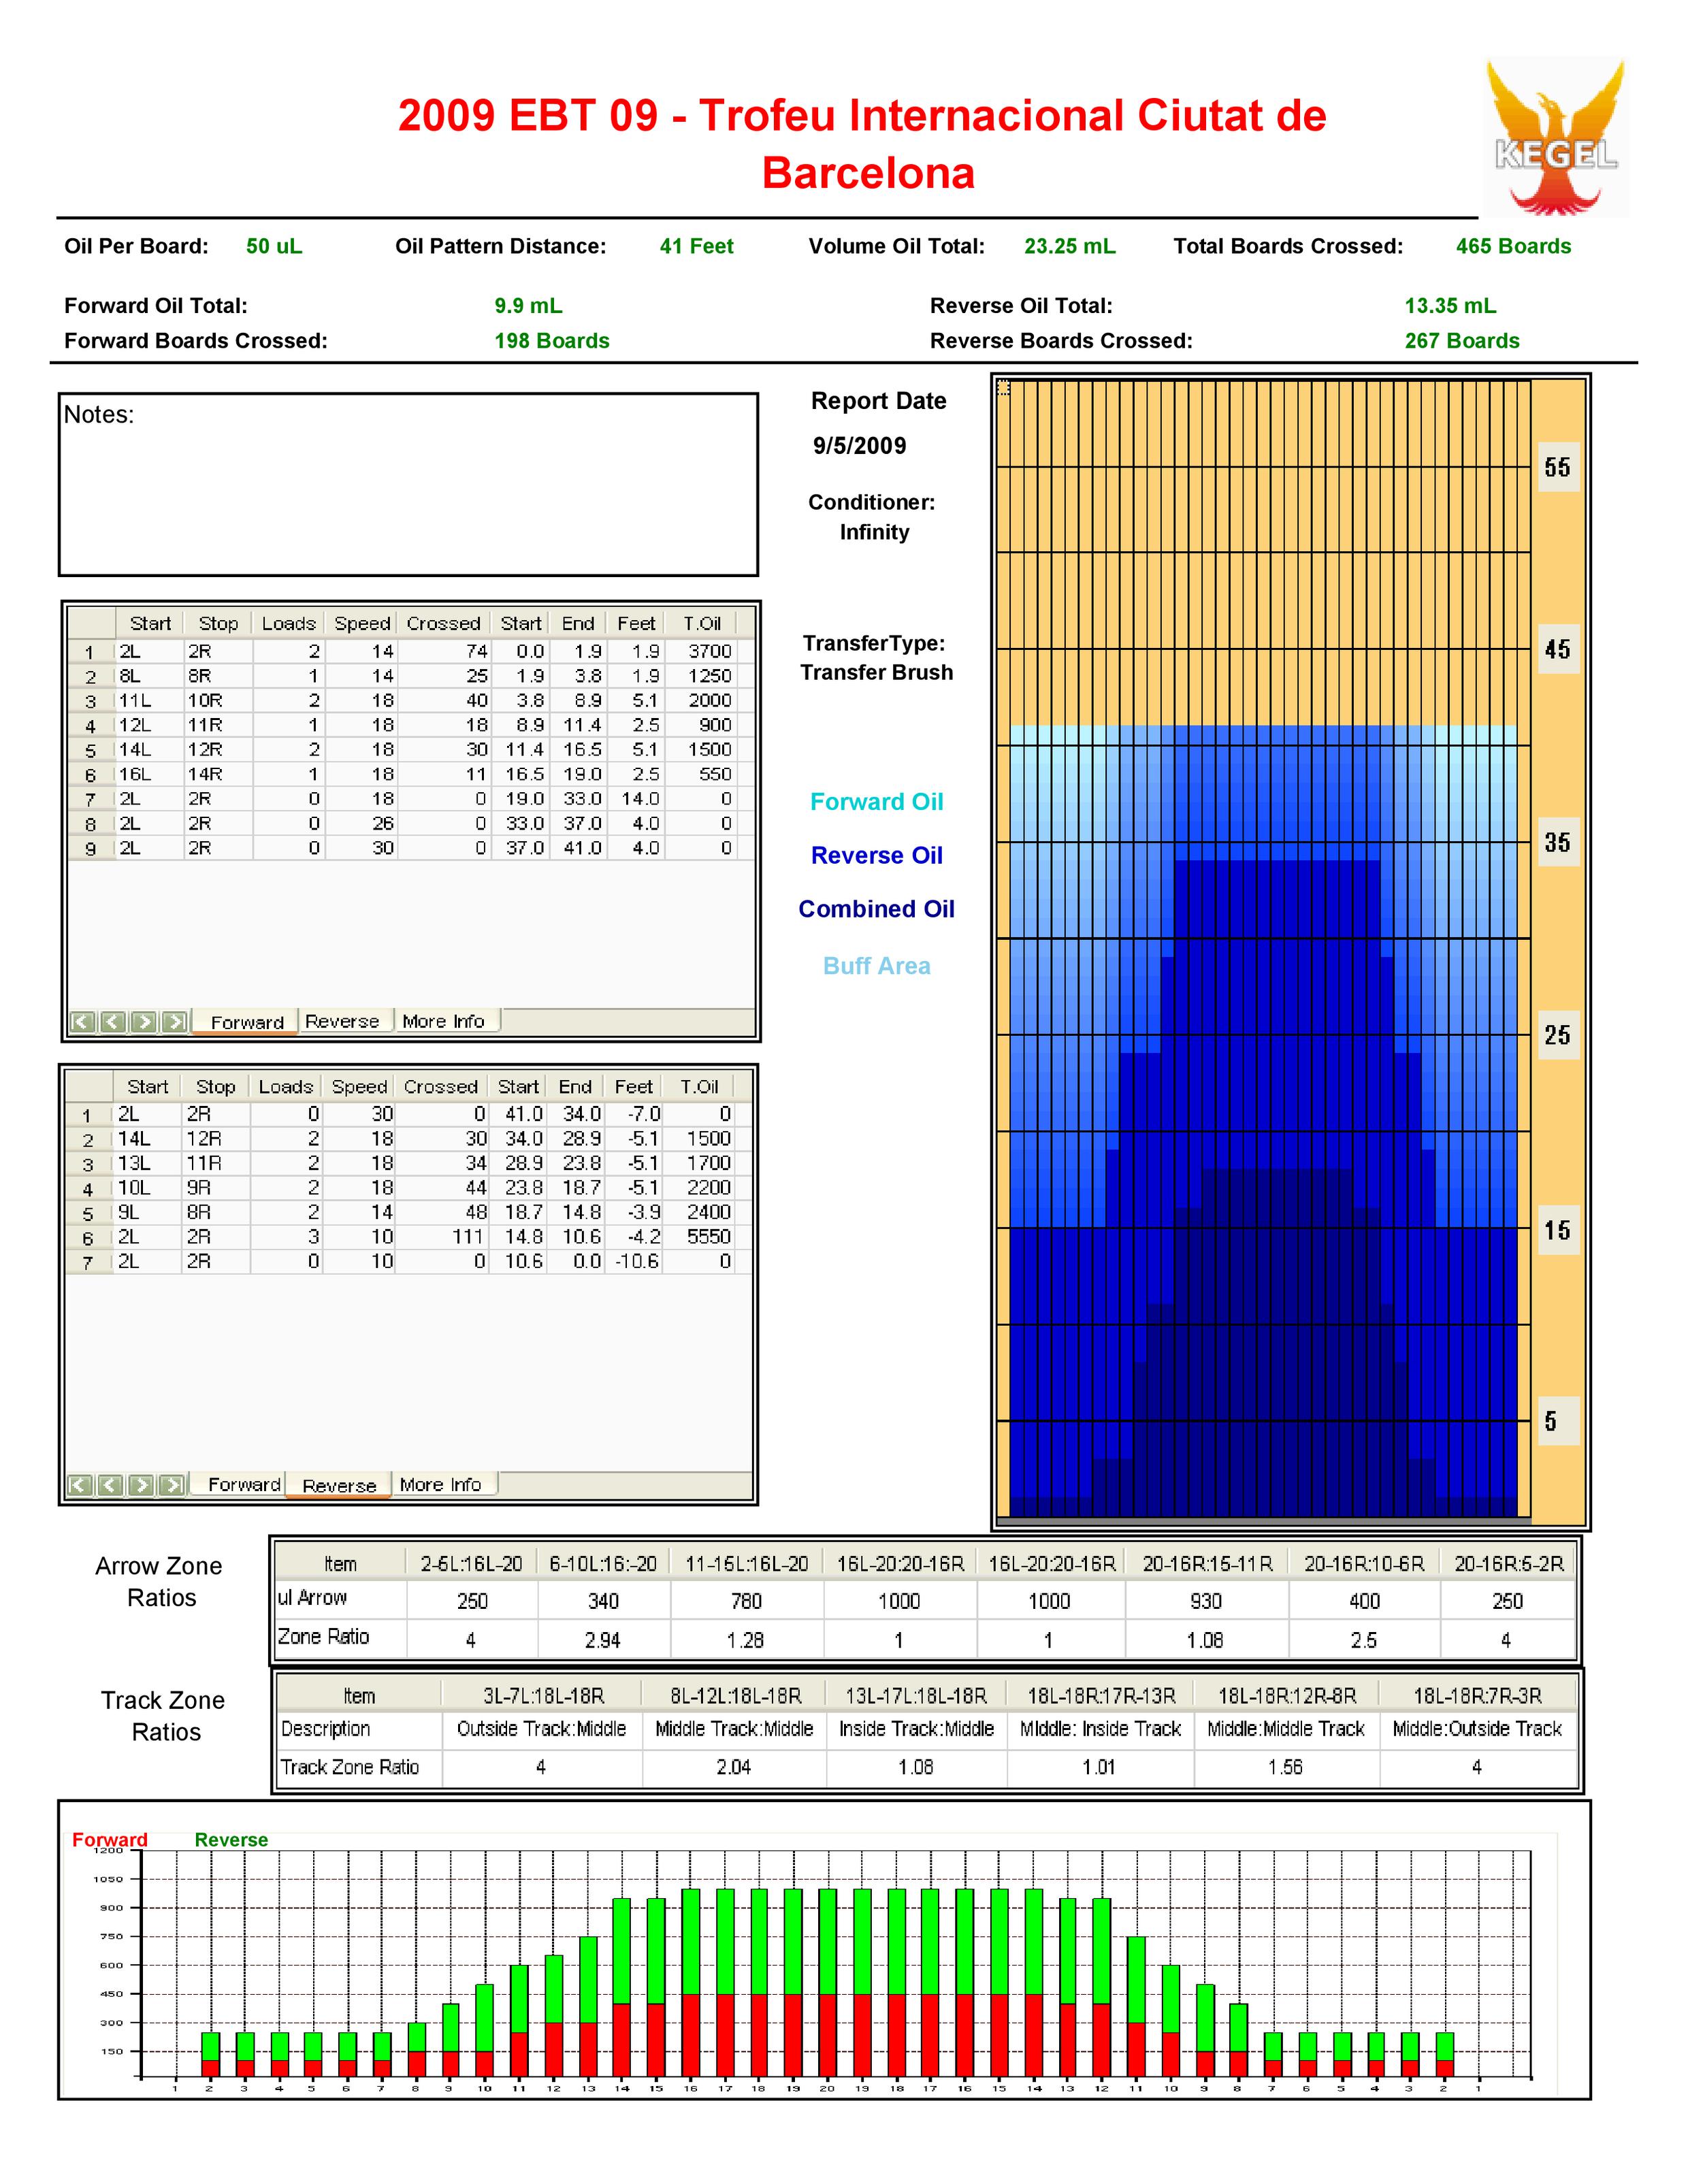 2009 EBT 09 - Trofeu Internacional Ciutat de
Barcelona
KEGEL
Oil Per Board: 50 uL Oil Pattern Distance: 41 Feet Volume Oil Total: 23.25 mL Total Boards Crossed: 465 Boards
Forward Oil Total: 9.9 mL Reverse Oil Total: 13.35 mL
Forward Boards Crossed: 198 Boards Reverse Boards Crossed: 267 Boards
Notes:
Start Stop Loads Speed Crossed Start End Feet T.Oil
1 2L 2R 2 14 74 0.0 1.9 1.9 3700
2 8L 8R 1 14 25 1.9 3.8 1.9 1250
3 11L 10R 2 18 40 3.8 8.9 5.1 2000
4 12L 11R 1 18 18 8.9 11.4 2.5 900
5 14L 12R 2 18 30 11.4 16.5 5.1 1500
6 16L 14R 1 18 11 16.5 19.0 2.5 550
7 2L 2R 0 18 0 19.0 33.0 14.0 0
8 2L 2R 0 26 0 33.0 37.0 4.0 0
9 2L 2R 0 30 0 37.0 41.0 4.0 0
Forward Reverse More Info
Start Stop Loads Speed Crossed Start End Feet T.Oil
1 2L 2R 0 30 0 41.0 34.0 -7.0 0
2 14L 12R 2 18 30 34.0 28.9 -5.1 1500
3 13L 11R 2 18 34 28.9 23.8 -5.1 1700
4 10L 9R 2 18 44 23.8 18.7 -5.1 2200
5 9L 8R 2 14 48 18.7 14.8 -3.9 2400
6 2L 2R 3 10 111 14.8 10.6 -4.2 5550
7 2L 2R 0 10 0 10.6 0.0 -10.6 0
Forward Reverse More Info
Report Date
9/5/2009
Conditioner:
Infinity
TransferType:
Transfer Brush
Forward Oil
Reverse Oil
Combined Oil
Buff Area
55
45
35
25
15
5
Arrow Zone
Ratios
Item 2-5L:16L-20 6-10L:16:-20 11-15L:16L-20 16L-20:20-16R 16L-20:20-16R 20-16R:15-11R 20-16R:10-6R 20-16R:5-2R
ul Arrow 250 340 780 1000 1000 930 400 250
Zone Ratio 4 2.94 1.28 1 1 1.08 2.5 4
Track Zone
Ratios
Item 3L-7L:18L-18R 8L-12L:18L-18R 13L-17L:18L-18R 18L-18R:17R-13R 18L-18R:12R-8R 18L-18R:7R-3R
Description Outside Track:Middle Middle Track:Middle Inside Track:Middle MIddle: Inside Track Middle:Middle Track Middle:Outside Track
Track Zone Ratio 4 2.04 1.08 1.01 1.56 4
Forward Reverse
1200
1050
900
750
600
450
300
150
1 2 3 4 5 6 7 8 9 10 11 12 13 14 15 16 17 18 19 20 19 18 17 16 15 14 13 12 11 10 9 8 7 6 5 4 3 2 1